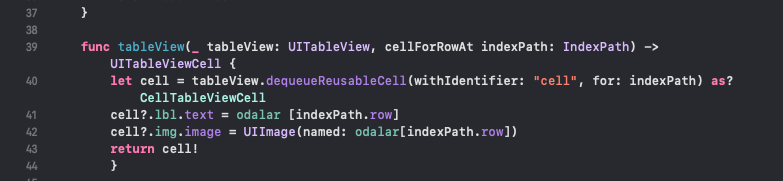 37 }
38
39 func tableView(_ tableView: UITableView, cellForRowAt indexPath: IndexPath) ->
UITableViewCell {
40 let cell = tableView.dequeueReusableCell(withIdentifier: "cell", for: indexPath) as?
CellTableViewCell
41 cell?.lbl.text = odalar [indexPath.row]
42 cell?.img.image = UIImage(named: odalar[indexPath.row])
43 return cell!
44 }